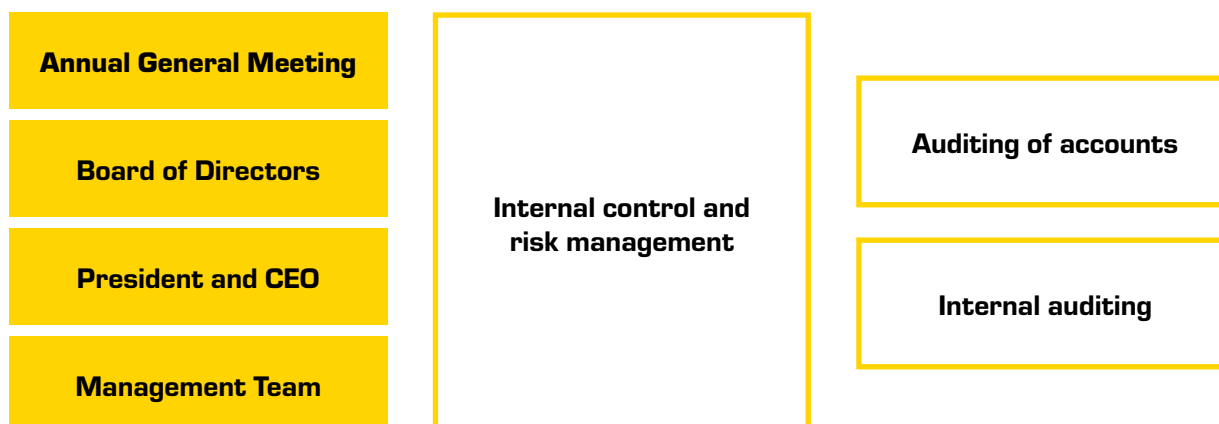 Annual General Meeting
Board of Directors
President and CEO
Management Team
Internal control and
risk management
Auditing of accounts
Internal auditing